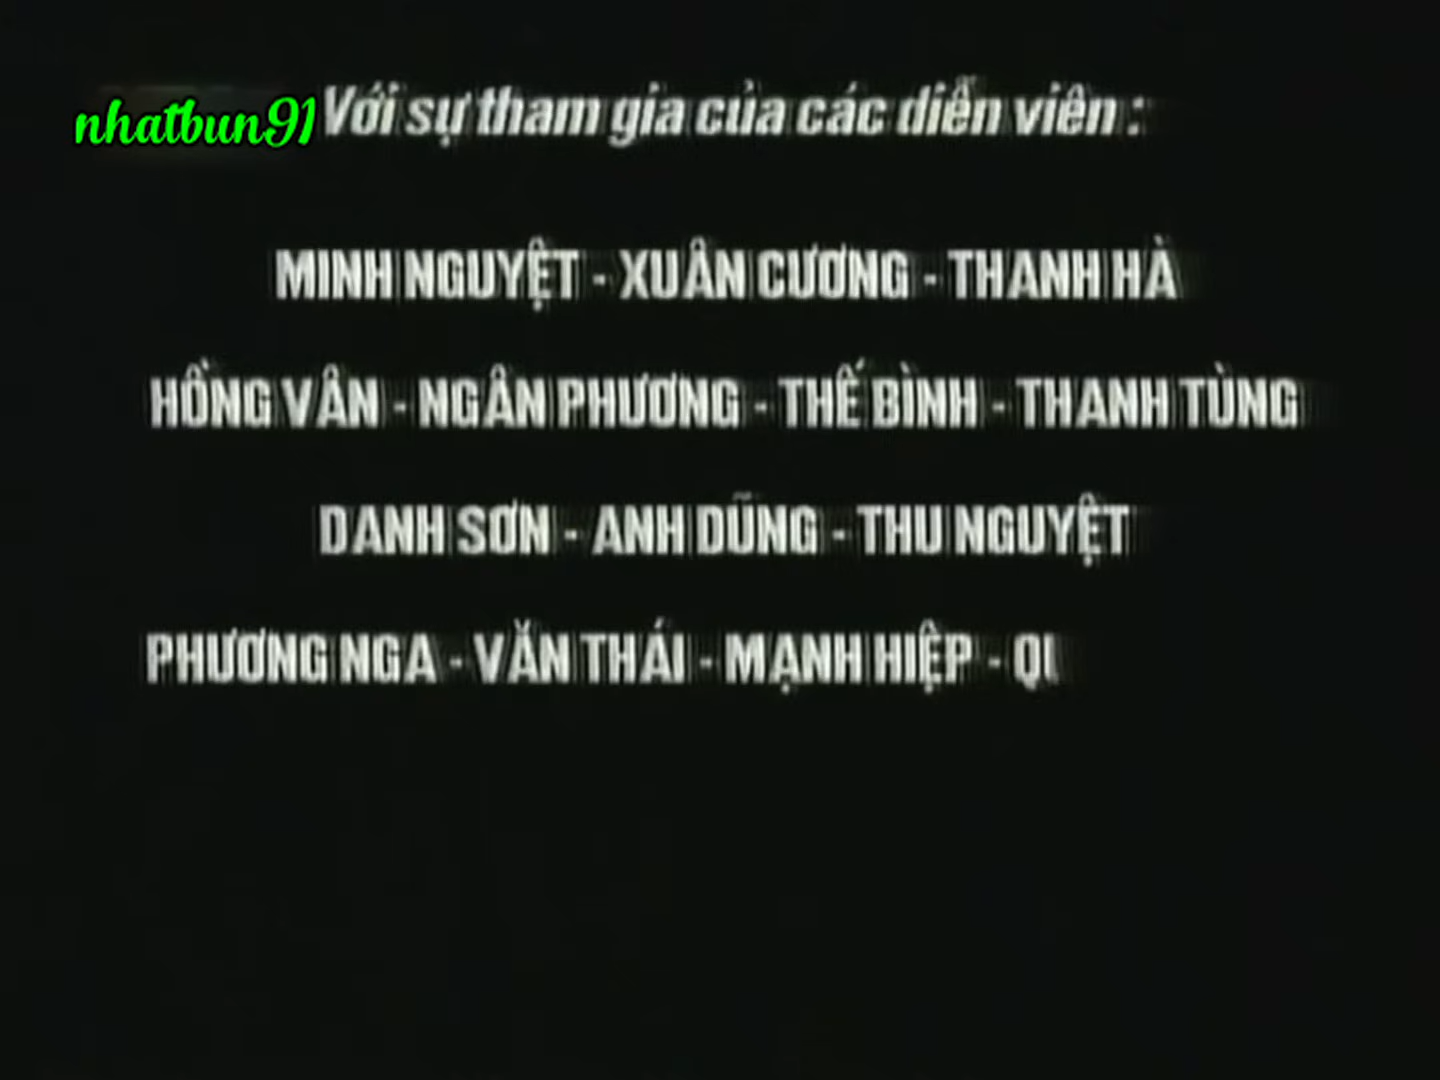 nhatbun91
Với sự tham gia của các diễn viên :
MINH NGUYỆT - XUÂN CƯƠNG - THANH HÀ
HỒNG VÂN - NGÂN PHƯƠNG - THẾ BÌNH - THANH TÙNG
DANH SƠN - ANH DŨNG - THU NGUYỆT
PHƯƠNG NGA - VĂN THÁI - MẠNH HIỆP -